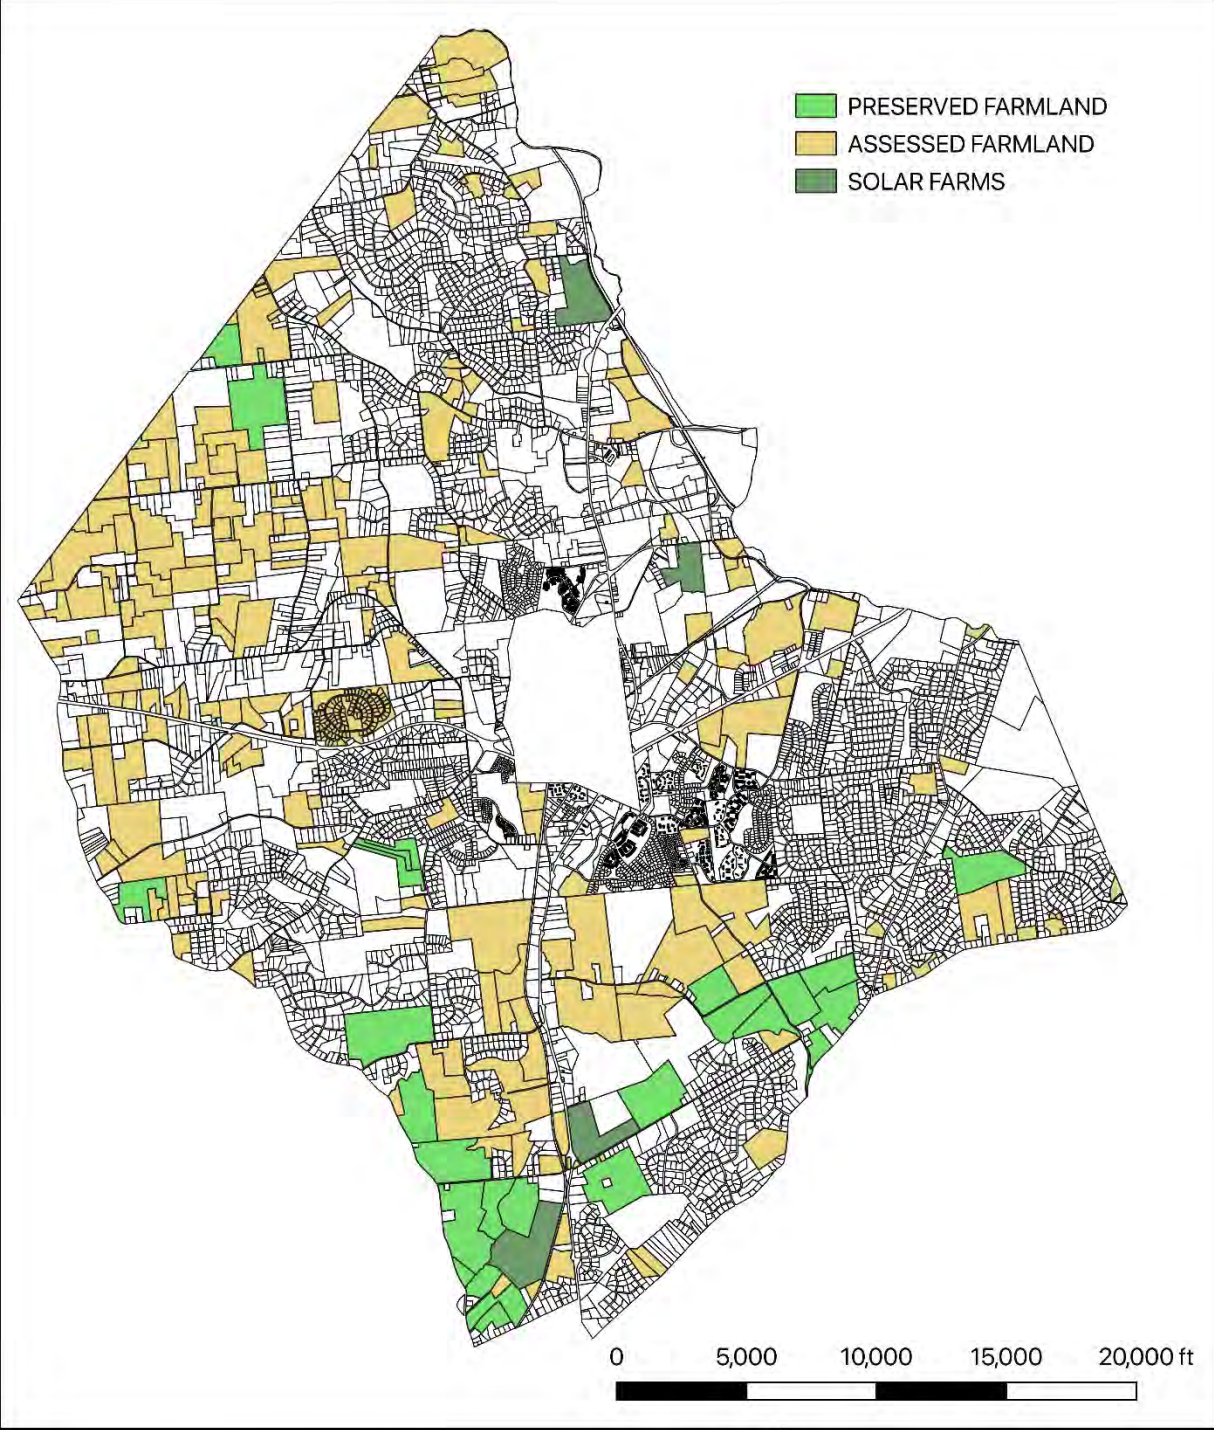 PRESERVED FARMLAND
ASSESSED FARMLAND
SOLAR FARMS
0 5,000 10,000 15,000 20,000 ft